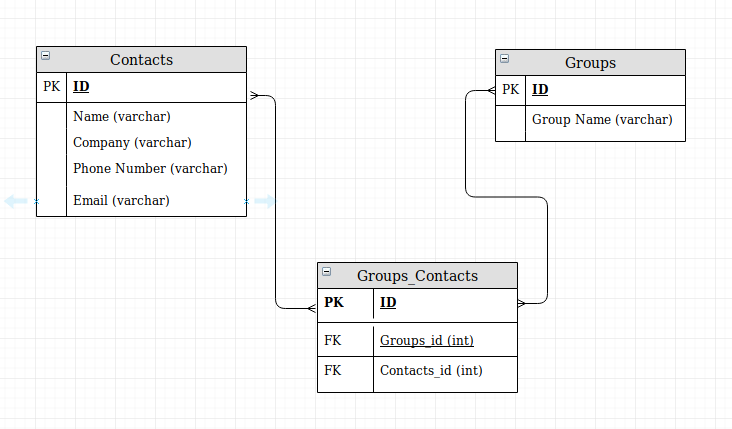 Contacts
PK ID
Name (varchar)
Company (varchar)
Phone Number (varchar)
Email (varchar)
Groups
PK ID
Group Name (varchar)
Groups_Contacts
PK ID
FK Groups_id (int)
FK Contacts_id (int)